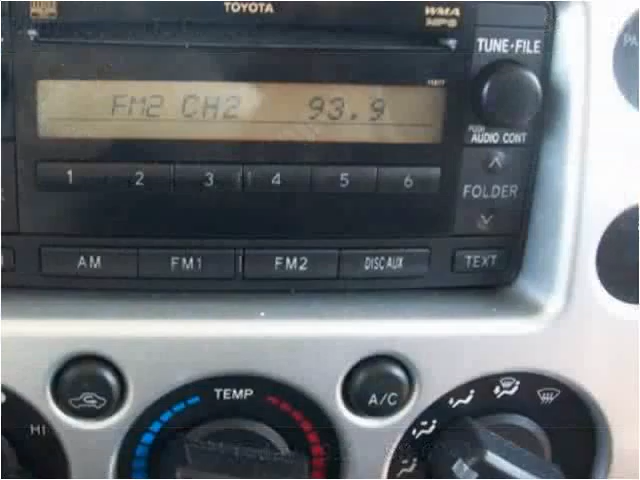 TOYOTA
WMA
MP3
TUNE·FILE
FM2 CH2 93.9
PUSH
AUDIO CONT
1 2 3 4 5 6
FOLDER
AM FM1 FM2 DISC·AUX TEXT
TEMP
A/C
HI